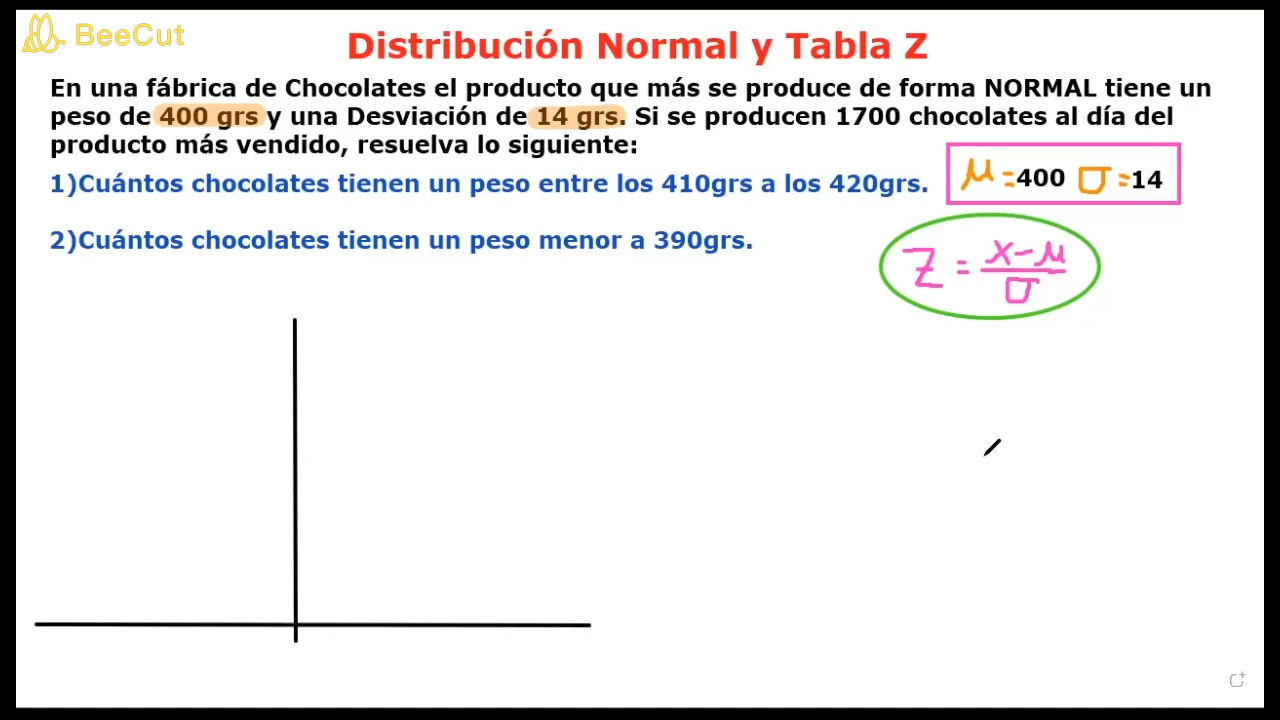 BeeCut
Distribución Normal y Tabla Z
En una fábrica de Chocolates el producto que más se produce de forma NORMAL tiene un
peso de 400 grs y una Desviación de 14 grs. Si se producen 1700 chocolates al día del
producto más vendido, resuelva lo siguiente:
1)Cuántos chocolates tienen un peso entre los 410grs a los 420grs.
μ=400 σ=14
2)Cuántos chocolates tienen un peso menor a 390grs.
Z = x-μ
σ